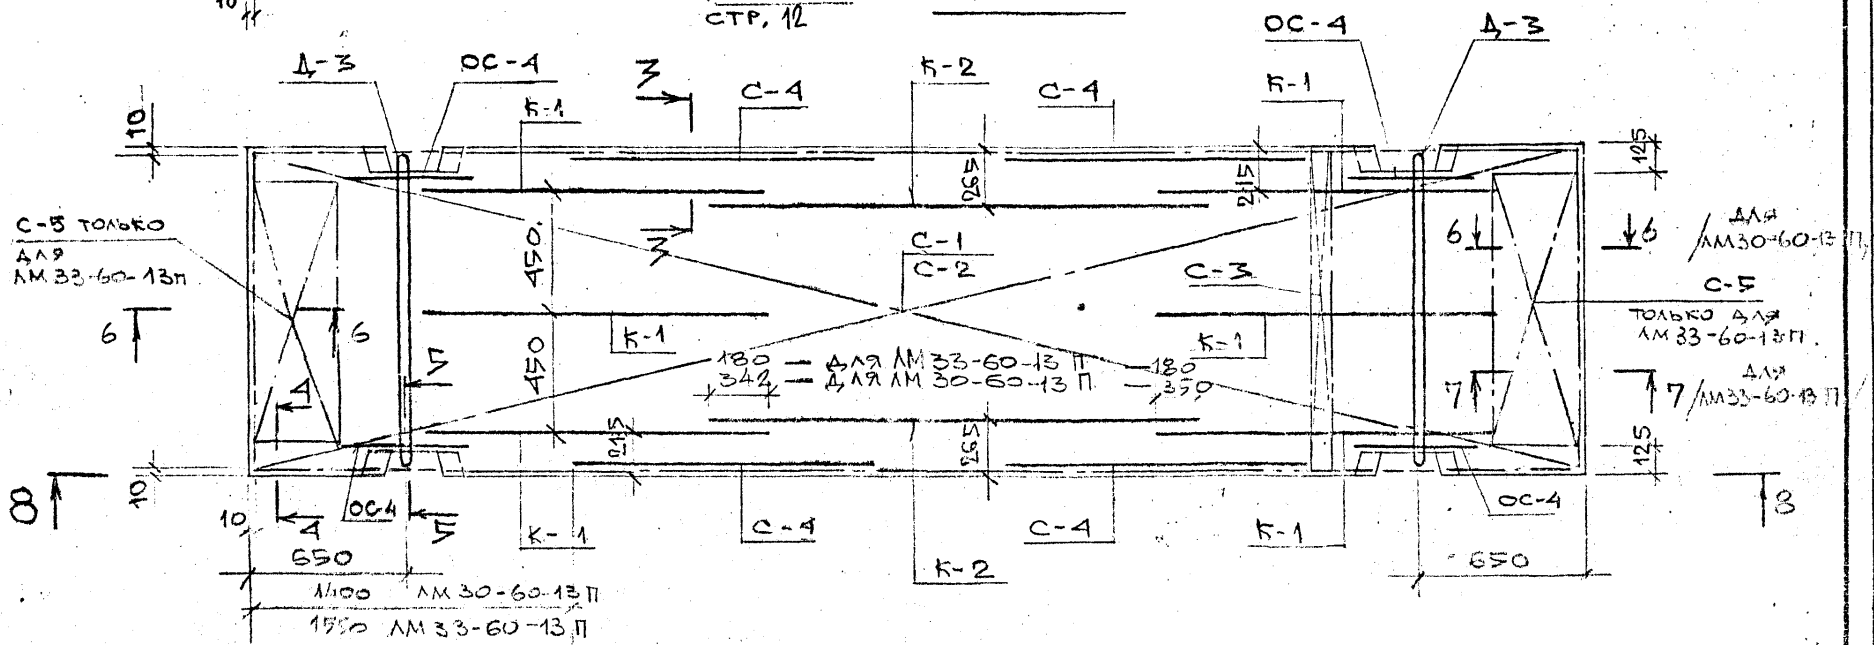 10
СТР. 12
Д-3
ОС-4
3
К-1
С-4
К-2
С-4
К-1
ОС-4
Д-3
10
265
215
125
С-5 ТОЛЬКО
ДЛЯ
ЛМ 33-60-13П
3
450
С-1
С-2
С-3
6
6
ДЛЯ
ЛМ30-60-13П
С-5
ТОЛЬКО ДЛЯ
ЛМ 33-60-13П.
6
6
К-1
К-1
5
450
180 — ДЛЯ ЛМ 33-60-13 П — 180
342 — ДЛЯ ЛМ 30-60-13 П — 350
4
7
7
ДЛЯ
ЛМ33-60-13 П
215
265
125
8
10
10
4
ОС-4
5
К-1
С-4
К-2
С-4
К-1
ОС-4
8
650
650
1400 ЛМ 30-60-13 П
1550 ЛМ 33-60-13 П